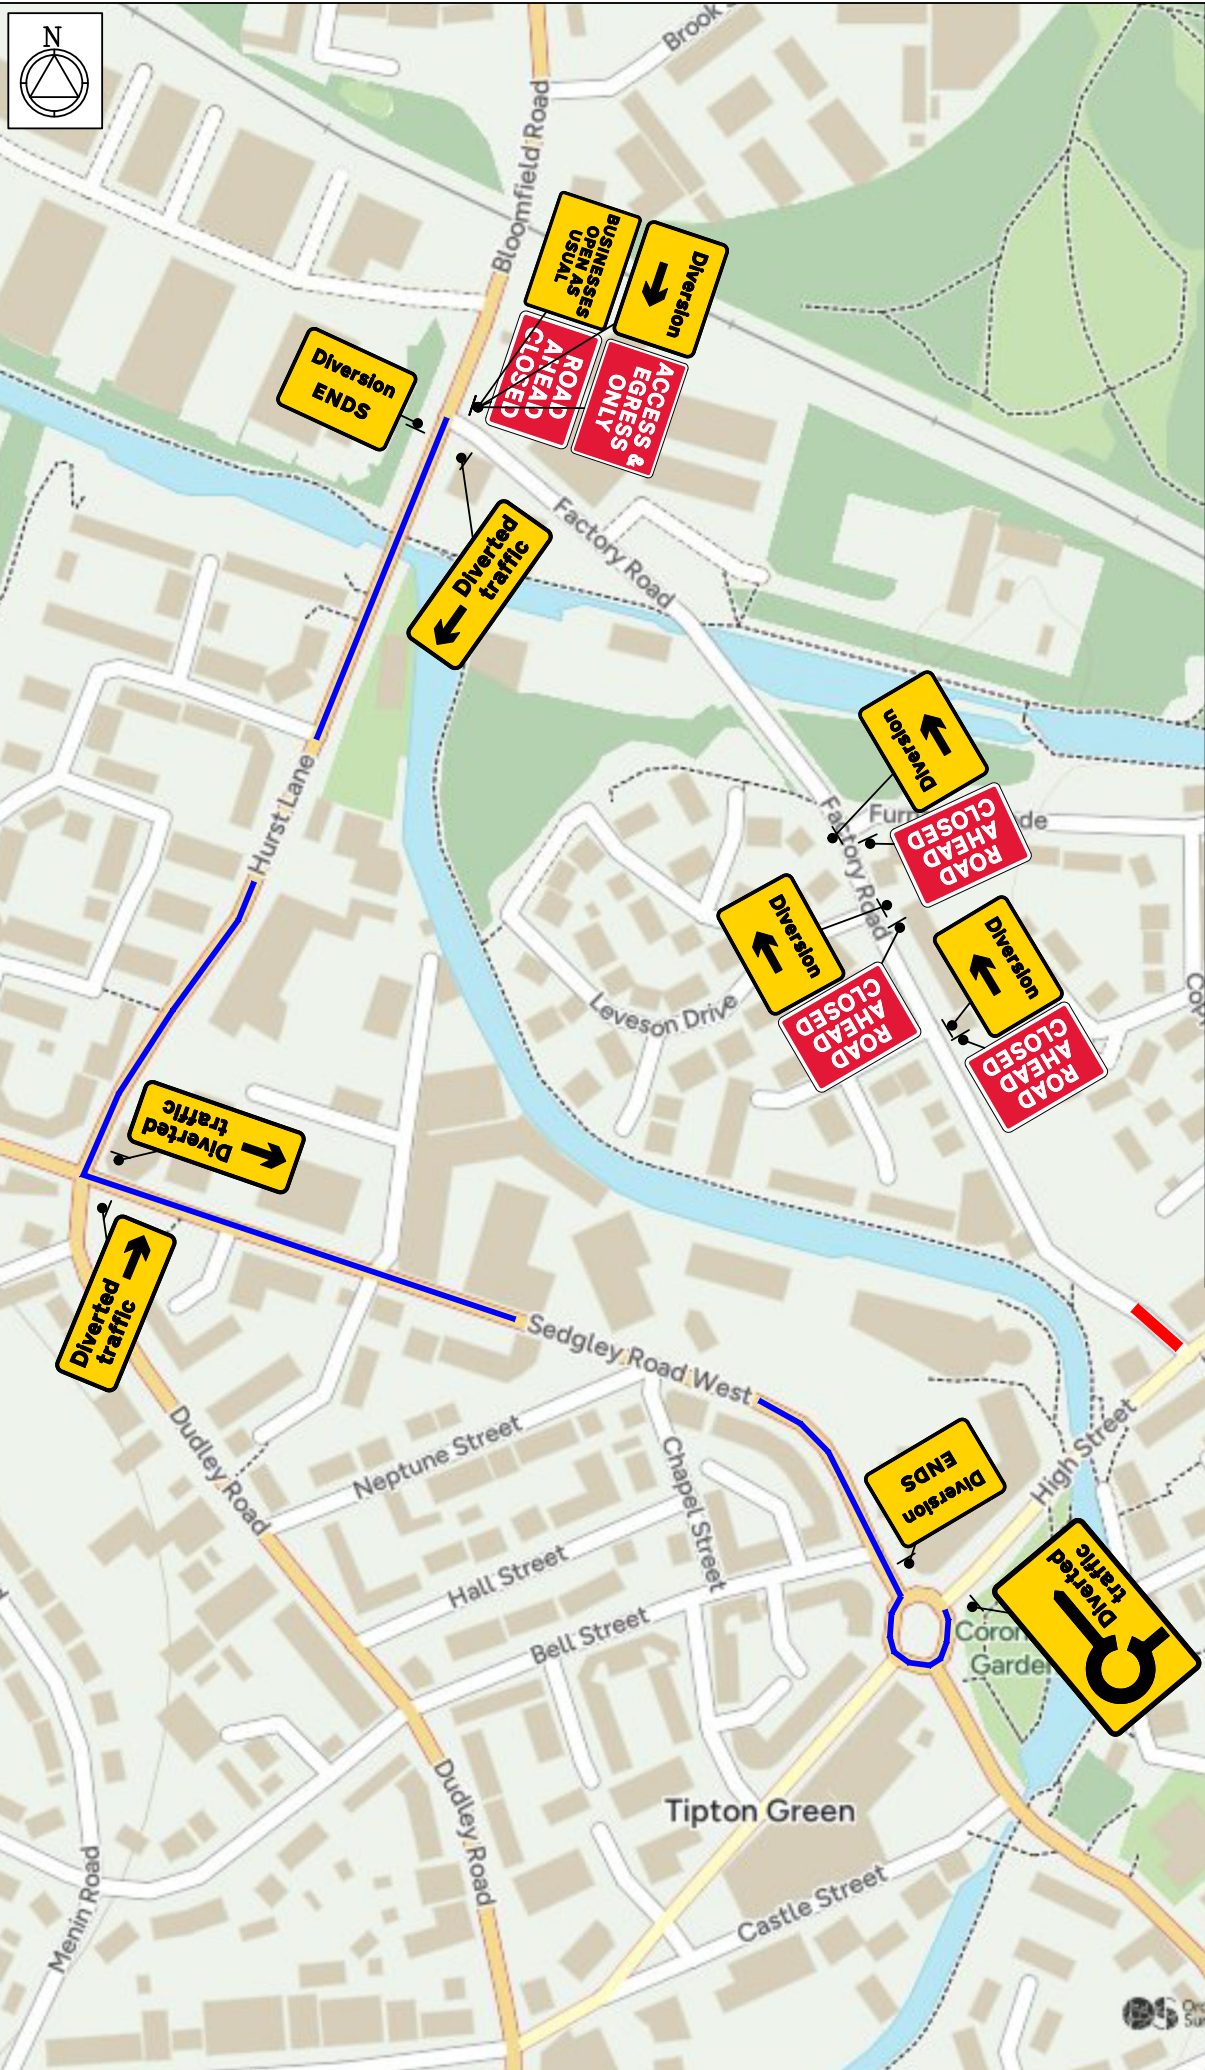 N
Brook
Bloomfield Road
BUSINESSES
OPEN AS
USUAL
Diversion
ROAD
AHEAD
CLOSED
ACCESS &
EGRESS
ONLY
Diversion
ENDS
Factory Road
Diverted
traffic
Diversion
ROAD
AHEAD
CLOSED
Hurst Lane
Factory Road
Diversion
ROAD
AHEAD
CLOSED
Diversion
ROAD
AHEAD
CLOSED
Leveson Drive
Diverted
traffic
Diverted
traffic
Sedgley Road West
Dudley Road
Neptune Street
Chapel Street
High Street
Diversion
ENDS
Hall Street
Bell Street
Diverted
traffic
Tipton Green
Dudley Road
Castle Street
Menin Road